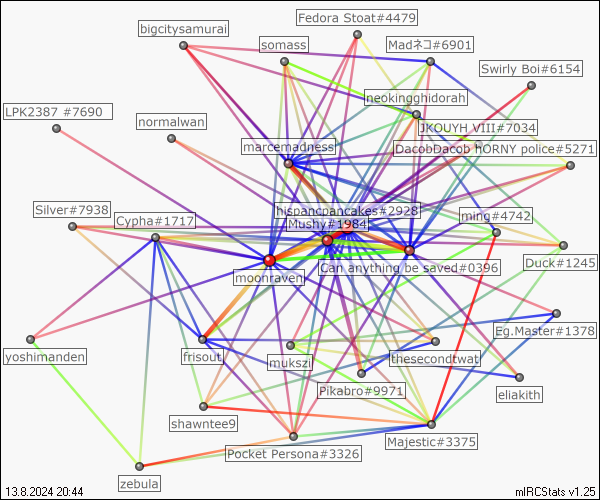 Fedora Stoat#4479
bigcitysamurai
somass
Madネコ#6901
Swirly Boi#6154
neokingghidorah
LPK2387 #7690
normalwan
JKOUYH VIII#7034
marcemadness
DacobDacob hORNY police#5271
Silver#7938
hispancpancakes#2928
ming#4742
Cypha#1717
Mushy#1984
Duck#1245
Can anything be saved#0396
moonraven
Eg.Master#1378
yoshimanden
frisout
thesecondtwat
mukszi
Pikabro#9971
eliakith
shawntee9
Majestic#3375
Pocket Persona#3326
zebula
13.8.2024 20:44
mIRCStats v1.25